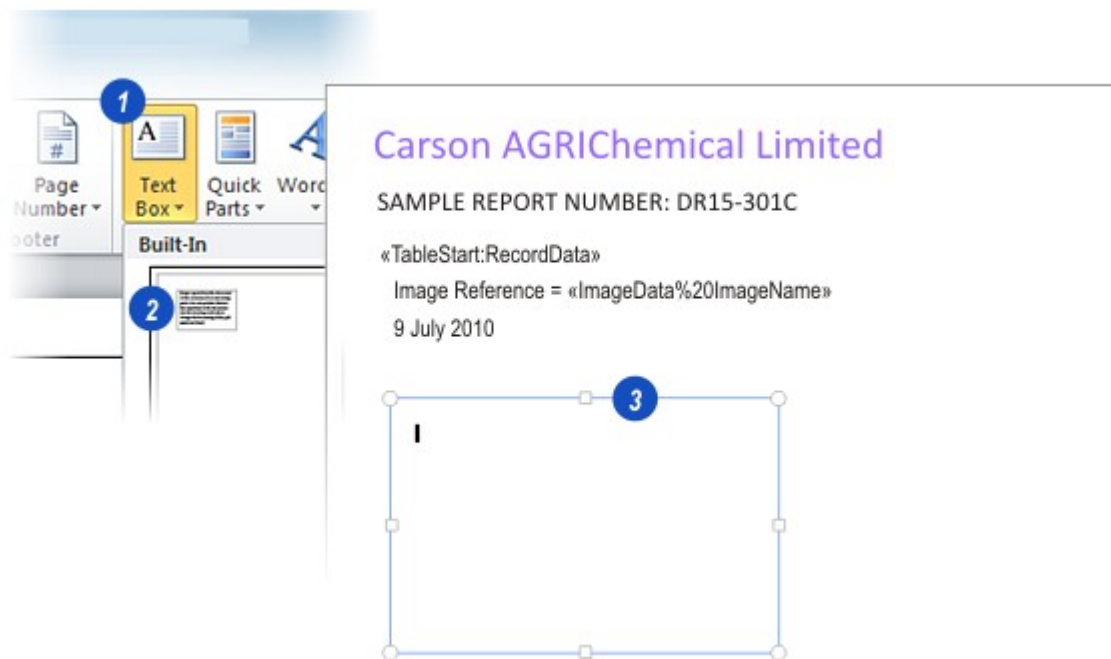 1
A
#
A
Page
Number
Text
Box
Quick
Parts
Word
ooter
Built-In
2
Carson AGRIChemical Limited
SAMPLE REPORT NUMBER: DR15-301C
«TableStart:RecordData»
Image Reference = «ImageData%20ImageName»
9 July 2010
3